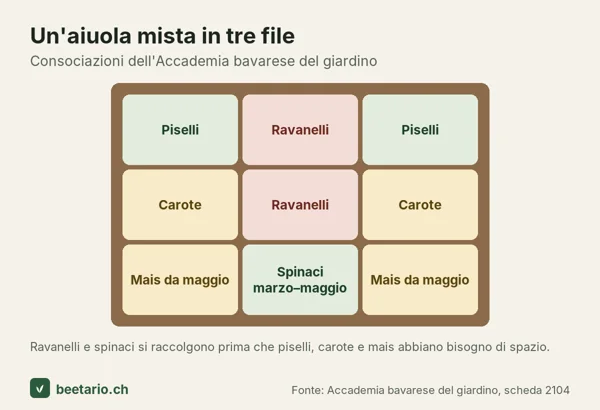 Un'aiuola mista in tre file
Consociazioni dell'Accademia bavarese del giardino
Piselli
Ravanelli
Piselli
Carote
Ravanelli
Carote
Mais da maggio
Spinaci
marzo–maggio
Mais da maggio
Ravanelli e spinaci si raccolgono prima che piselli, carote e mais abbiano bisogno di spazio.
beetario.ch
Fonte: Accademia bavarese del giardino, scheda 2104